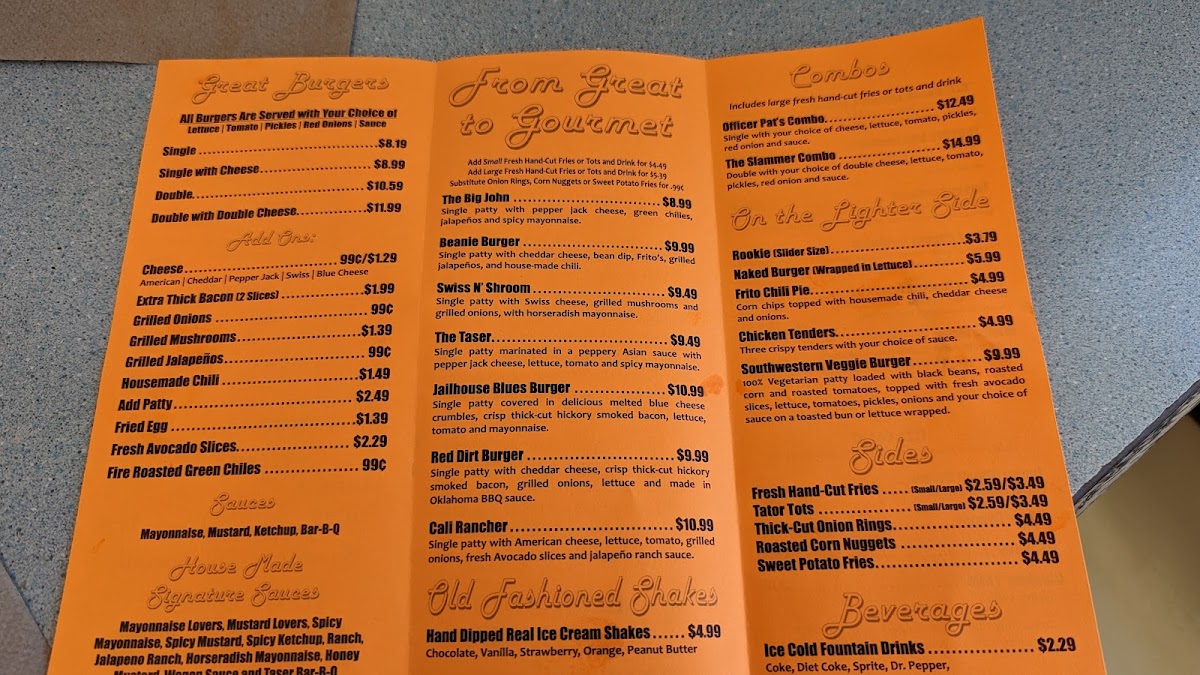 Great Burgers
All Burgers Are Served with Your Choice of
Lettuce | Tomato | Pickles | Red Onions | Sauce
Single ........ $8.19
Single with Cheese........ $8.99
Double........ $10.59
Double with Double Cheese........ $11.99
Add Ons:
Cheese........ 99¢/$1.29
American | Cheddar | Pepper Jack | Swiss | Blue Cheese
Extra Thick Bacon (2 Slices) ........ $1.99
Grilled Onions ........ 99¢
Grilled Mushrooms........ $1.39
Grilled Jalapeños........ 99¢
Housemade Chili ........ $1.49
Add Patty........ $2.49
Fried Egg ........ $1.39
Fresh Avocado Slices........ $2.29
Fire Roasted Green Chiles ........ 99¢
Sauces
Mayonnaise, Mustard, Ketchup, Bar-B-Q
House Made
Signature Sauces
Mayonnaise Lovers, Mustard Lovers, Spicy
Mayonnaise, Spicy Mustard, Spicy Ketchup, Ranch,
Jalapeno Ranch, Horseradish Mayonnaise, Honey
Mustard, Wagon Sauce and Taser Bar-B-Q
From Great
to Gourmet
Add Small Fresh Hand-Cut Fries or Tots and Drink for $4.49
Add Large Fresh Hand-Cut Fries or Tots and Drink for $5.39
Substitute Onion Rings, Corn Nuggets or Sweet Potato Fries for .99¢
The Big John ........ $8.99
Single patty with pepper jack cheese, green chilies,
jalapeños and spicy mayonnaise.
Beanie Burger ........ $9.99
Single patty with cheddar cheese, bean dip, Frito's, grilled
jalapeños, and house-made chili.
Swiss N' Shroom ........ $9.49
Single patty with Swiss cheese, grilled mushrooms and
grilled onions, with horseradish mayonnaise.
The Taser........ $9.49
Single patty marinated in a peppery Asian sauce with
pepper jack cheese, lettuce, tomato and spicy mayonnaise.
Jailhouse Blues Burger ........ $10.99
Single patty covered in delicious melted blue cheese
crumbles, crisp thick-cut hickory smoked bacon, lettuce,
tomato and mayonnaise.
Red Dirt Burger ........ $9.99
Single patty with cheddar cheese, crisp thick-cut hickory
smoked bacon, grilled onions, lettuce and made in
Oklahoma BBQ sauce.
Cali Rancher ........ $10.99
Single patty with American cheese, lettuce, tomato, grilled
onions, fresh Avocado slices and jalapeño ranch sauce.
Old Fashioned Shakes
Hand Dipped Real Ice Cream Shakes...... $4.99
Chocolate, Vanilla, Strawberry, Orange, Peanut Butter
Combos
Includes large fresh hand-cut fries or tots and drink
Officer Pat's Combo........ $12.49
Single with your choice of cheese, lettuce, tomato, pickles,
red onion and sauce.
The Slammer Combo ........ $14.99
Double with your choice of double cheese, lettuce, tomato,
pickles, red onion and sauce.
On the Lighter Side
Rookie (Slider Size)........ $3.79
Naked Burger (Wrapped in Lettuce)........ $5.99
Frito Chili Pie........ $4.99
Corn chips topped with housemade chili, cheddar cheese
and onions.
Chicken Tenders........ $4.99
Three crispy tenders with your choice of sauce.
Southwestern Veggie Burger........ $9.99
100% Vegetarian patty loaded with black beans, roasted
corn and roasted tomatoes, topped with fresh avocado
slices, lettuce, tomatoes, pickles, onions and your choice of
sauce on a toasted bun or lettuce wrapped.
Sides
Fresh Hand-Cut Fries ..... (Small/Large) $2.59/$3.49
Tator Tots ........ (Small/Large) $2.59/$3.49
Thick-Cut Onion Rings........ $4.49
Roasted Corn Nuggets ........ $4.49
Sweet Potato Fries........ $4.49
Beverages
Ice Cold Fountain Drinks ........ $2.29
Coke, Diet Coke, Sprite, Dr. Pepper,